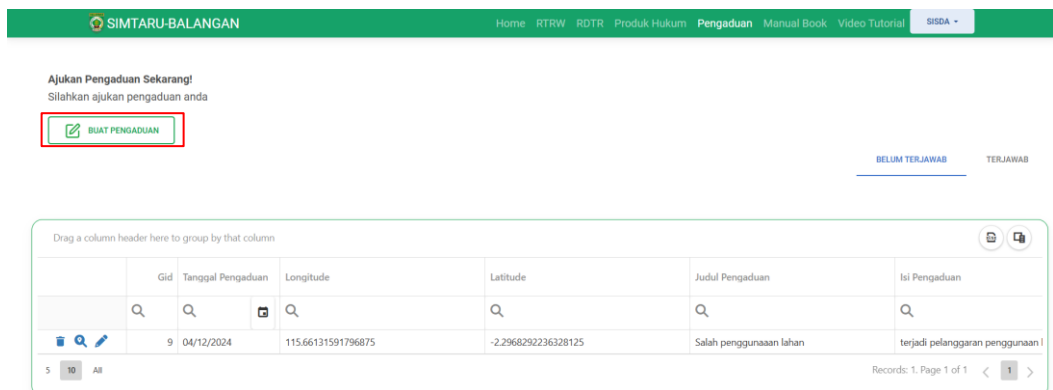 SIMTARU-BALANGAN Home RTRW RDTR Produk Hukum Pengaduan Manual Book Video Tutorial SISDA
Ajukan Pengaduan Sekarang!
Silahkan ajukan pengaduan anda
BUAT PENGADUAN
BELUM TERJAWAB TERJAWAB
Drag a column header here to group by that column
Gid Tanggal Pengaduan Longitude Latitude Judul Pengaduan Isi Pengaduan
9 04/12/2024 115.66131591796875 -2.2968292236328125 Salah penggunaaan lahan terjadi pelanggaran penggunaan
5 10 All Records: 1. Page 1 of 1 1